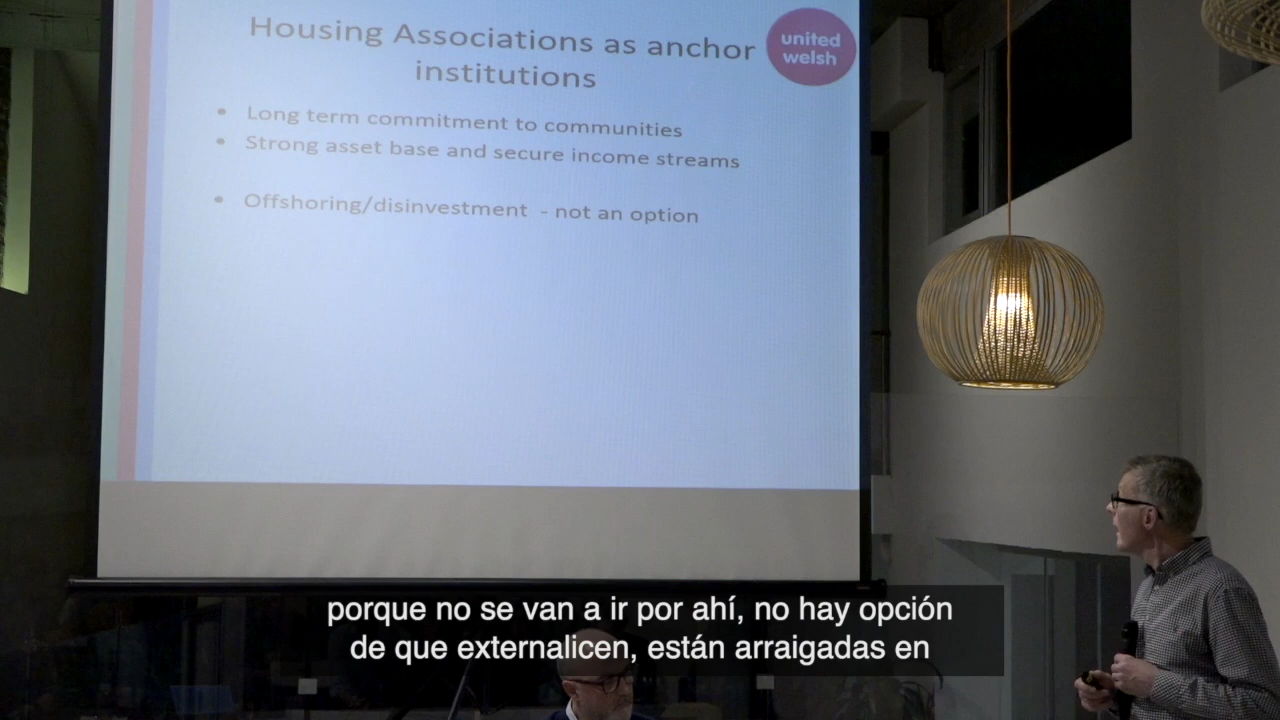 Housing Associations as anchor
institutions
united
welsh
• Long term commitment to communities
• Strong asset base and secure income streams
• Offshoring/disinvestment - not an option
porque no se van a ir por ahí, no hay opción
de que externalicen, están arraigadas en